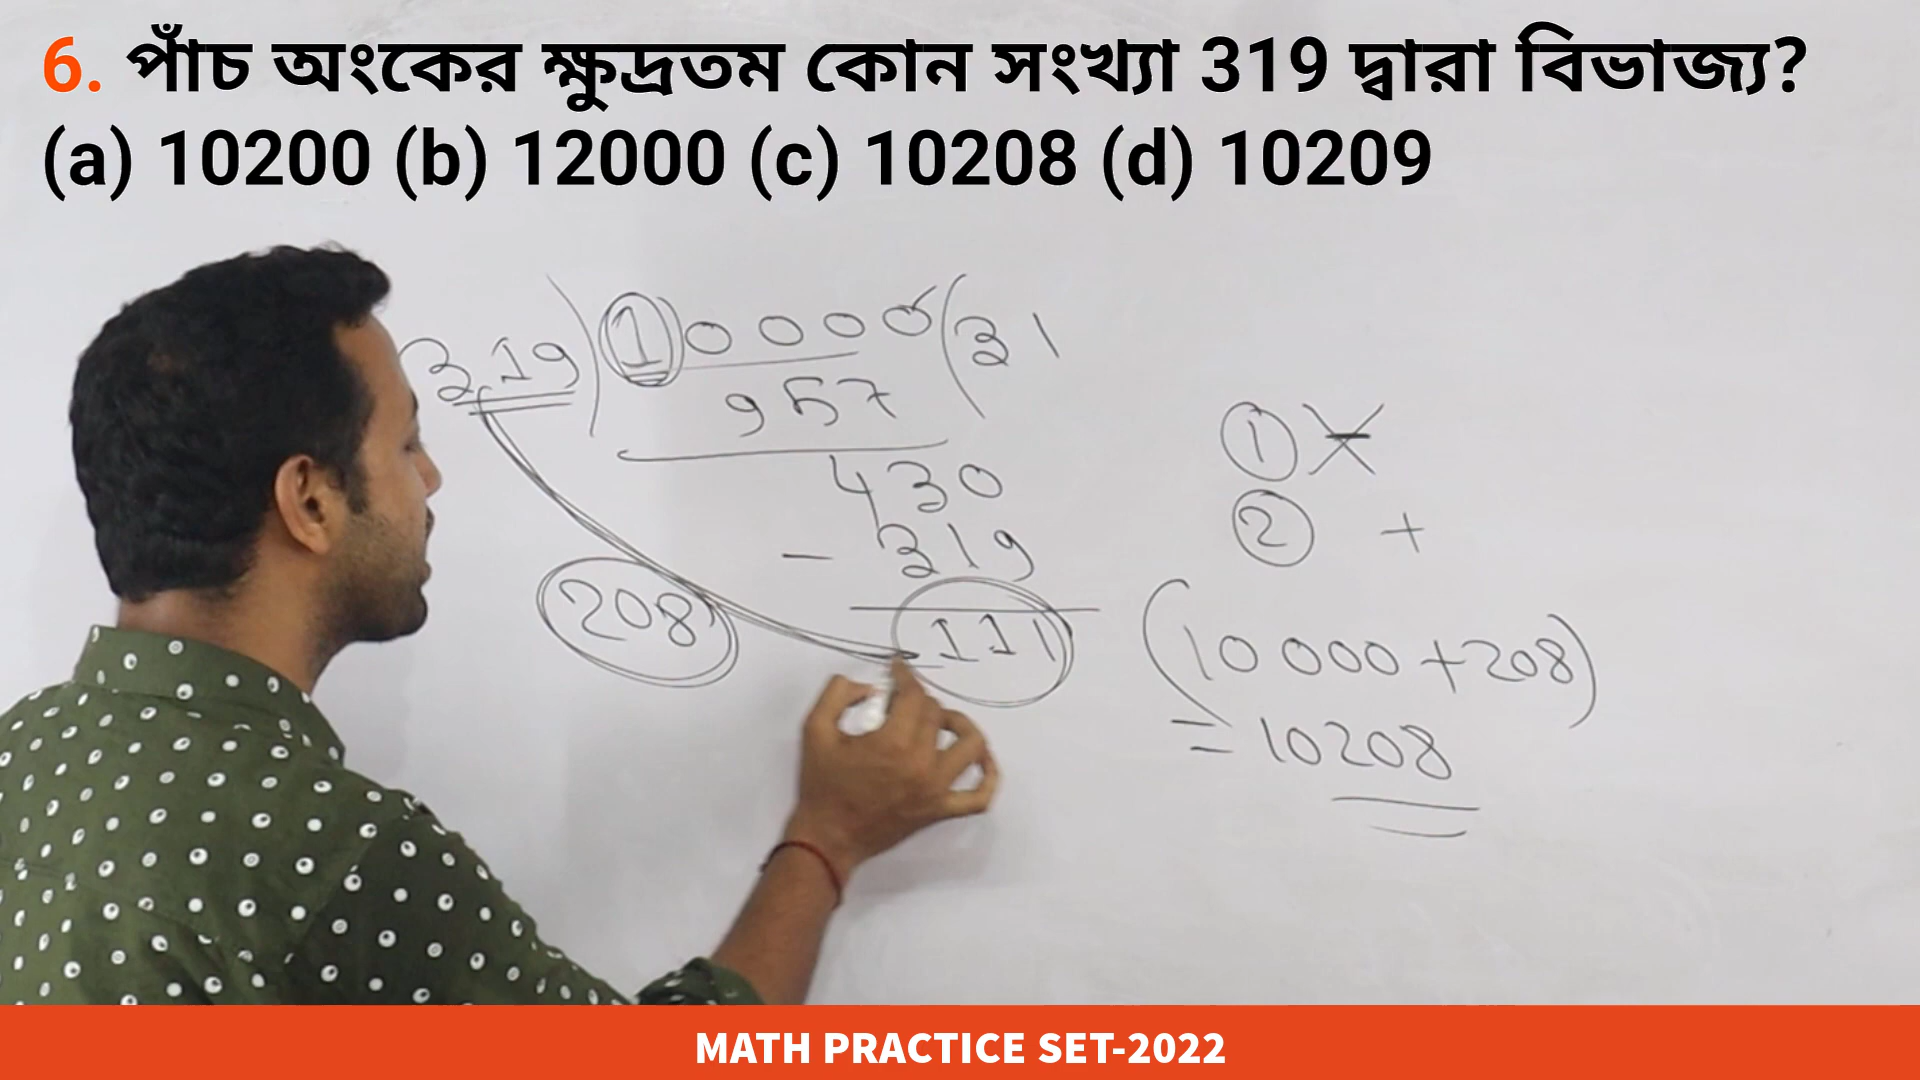 6. পাঁচ অংকের ক্ষুদ্রতম কোন সংখ্যা 319 দ্বারা বিভাজ্য?
(a) 10200 (b) 12000 (c) 10208 (d) 10209
319) 10000 (31
957
430
- 319
111
208
① X
② +
(10000+208)
= 10208
MATH PRACTICE SET-2022